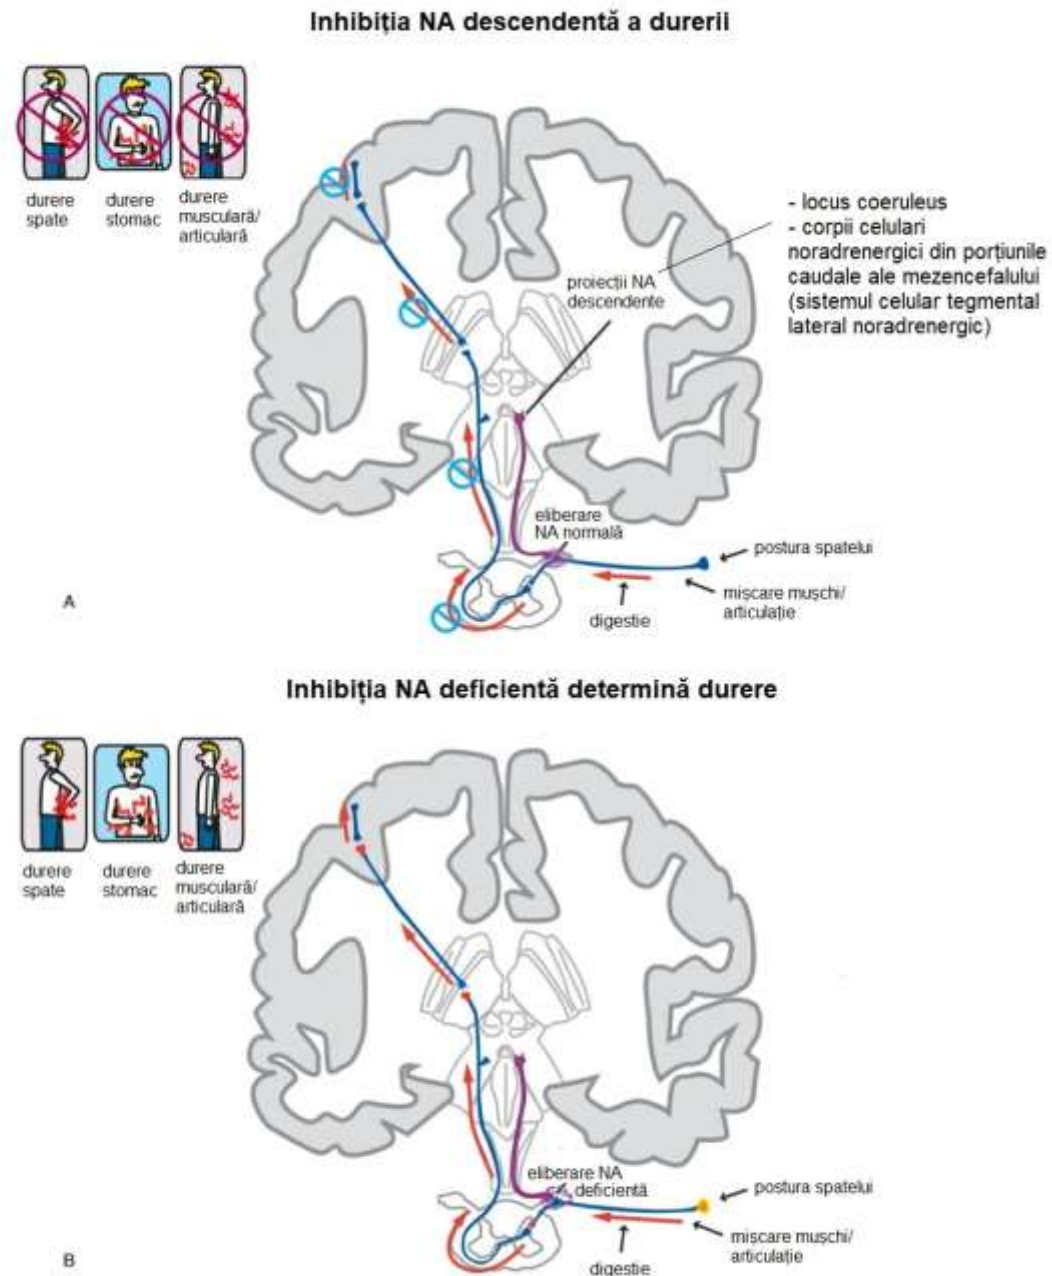 Inhibiția NA descendentă a durerii
durere
spate
durere
stomac
durere
musculară/
articulară
- locus coeruleus
- corpii celulari
noradrenergici din porțiunile
caudale ale mezencefalului
(sistemul celular tegmental
lateral noradrenergic)
proiecții NA
descendente
eliberare
NA normală
postura spatelui
mișcare mușchi/
articulație
digestie
A
Inhibiția NA deficientă determină durere
durere
spate
durere
stomac
durere
musculară/
articulară
eliberare NA
deficientă
postura spatelui
mișcare mușchi/
articulație
digestie
B